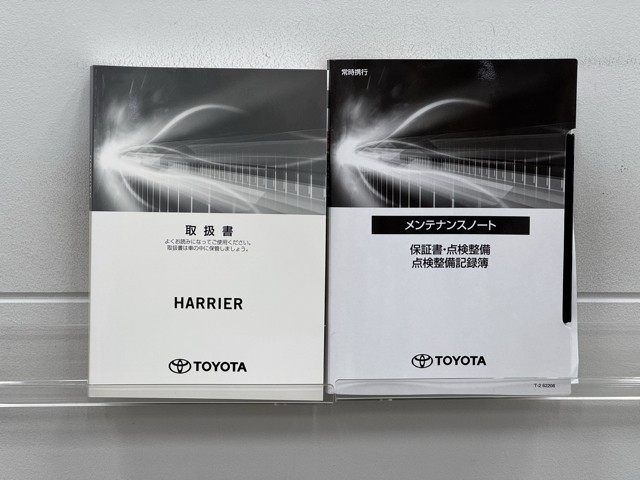 取扱書
よくお読みになってご使用ください。
取扱書は車の中に保管しましょう。
HARRIER
TOYOTA
常時携行
メンテナンスノート
保証書・点検整備
点検整備記録簿
TOYOTA